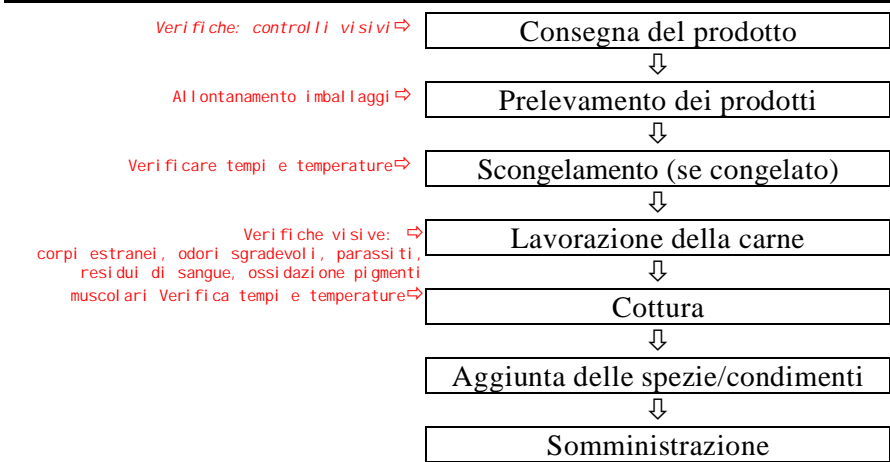 Verifiche: controlli visivi⇨ Consegna del prodotto
⇩
Allontanamento imballaggi⇨ Prelevamento dei prodotti
⇩
Verificare tempi e temperature⇨ Scongelamento (se congelato)
⇩
Verifiche visive: ⇨ Lavorazione della carne
corpi estranei, odori sgradevoli, parassiti,
residui di sangue, ossidazione pigmenti
⇩
muscolari Verifica tempi e temperature⇨ Cottura
⇩
Aggiunta delle spezie/condimenti
⇩
Somministrazione